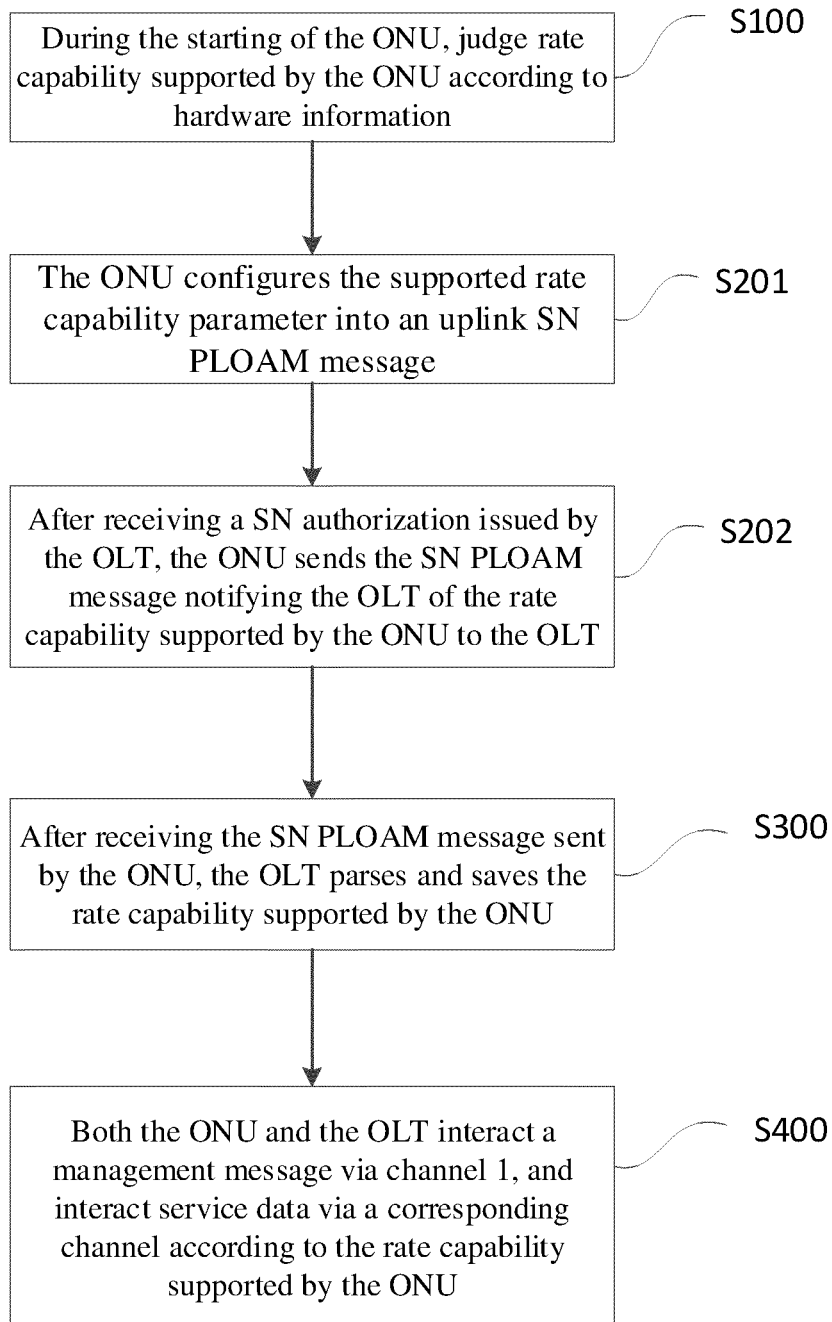 During the starting of the ONU, judge rate
capability supported by the ONU according to
hardware information
S100
The ONU configures the supported rate
capability parameter into an uplink SN
PLOAM message
S201
After receiving a SN authorization issued by
the OLT, the ONU sends the SN PLOAM
message notifying the OLT of the rate
capability supported by the ONU to the OLT
S202
After receiving the SN PLOAM message sent
by the ONU, the OLT parses and saves the
rate capability supported by the ONU
S300
Both the ONU and the OLT interact a
management message via channel 1, and
interact service data via a corresponding
channel according to the rate capability
supported by the ONU
S400